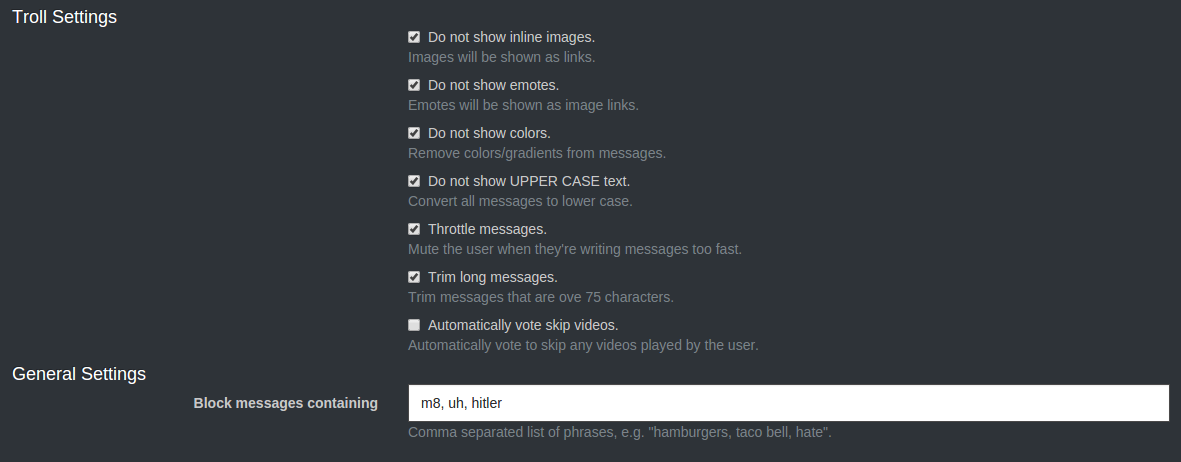 Troll Settings
Do not show inline images.
Images will be shown as links.
Do not show emotes.
Emotes will be shown as image links.
Do not show colors.
Remove colors/gradients from messages.
Do not show UPPER CASE text.
Convert all messages to lower case.
Throttle messages.
Mute the user when they're writing messages too fast.
Trim long messages.
Trim messages that are ove 75 characters.
Automatically vote skip videos.
Automatically vote to skip any videos played by the user.
General Settings
Block messages containing
m8, uh, hitler
Comma separated list of phrases, e.g. "hamburgers, taco bell, hate".